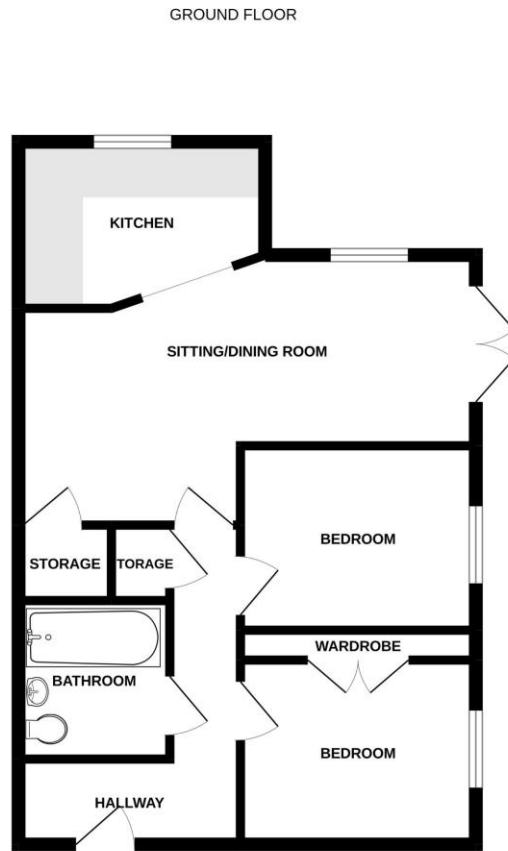 GROUND FLOOR
KITCHEN
SITTING/DINING ROOM
BEDROOM
STORAGE
TORAGE
WARDROBE
BATHROOM
BEDROOM
HALLWAY